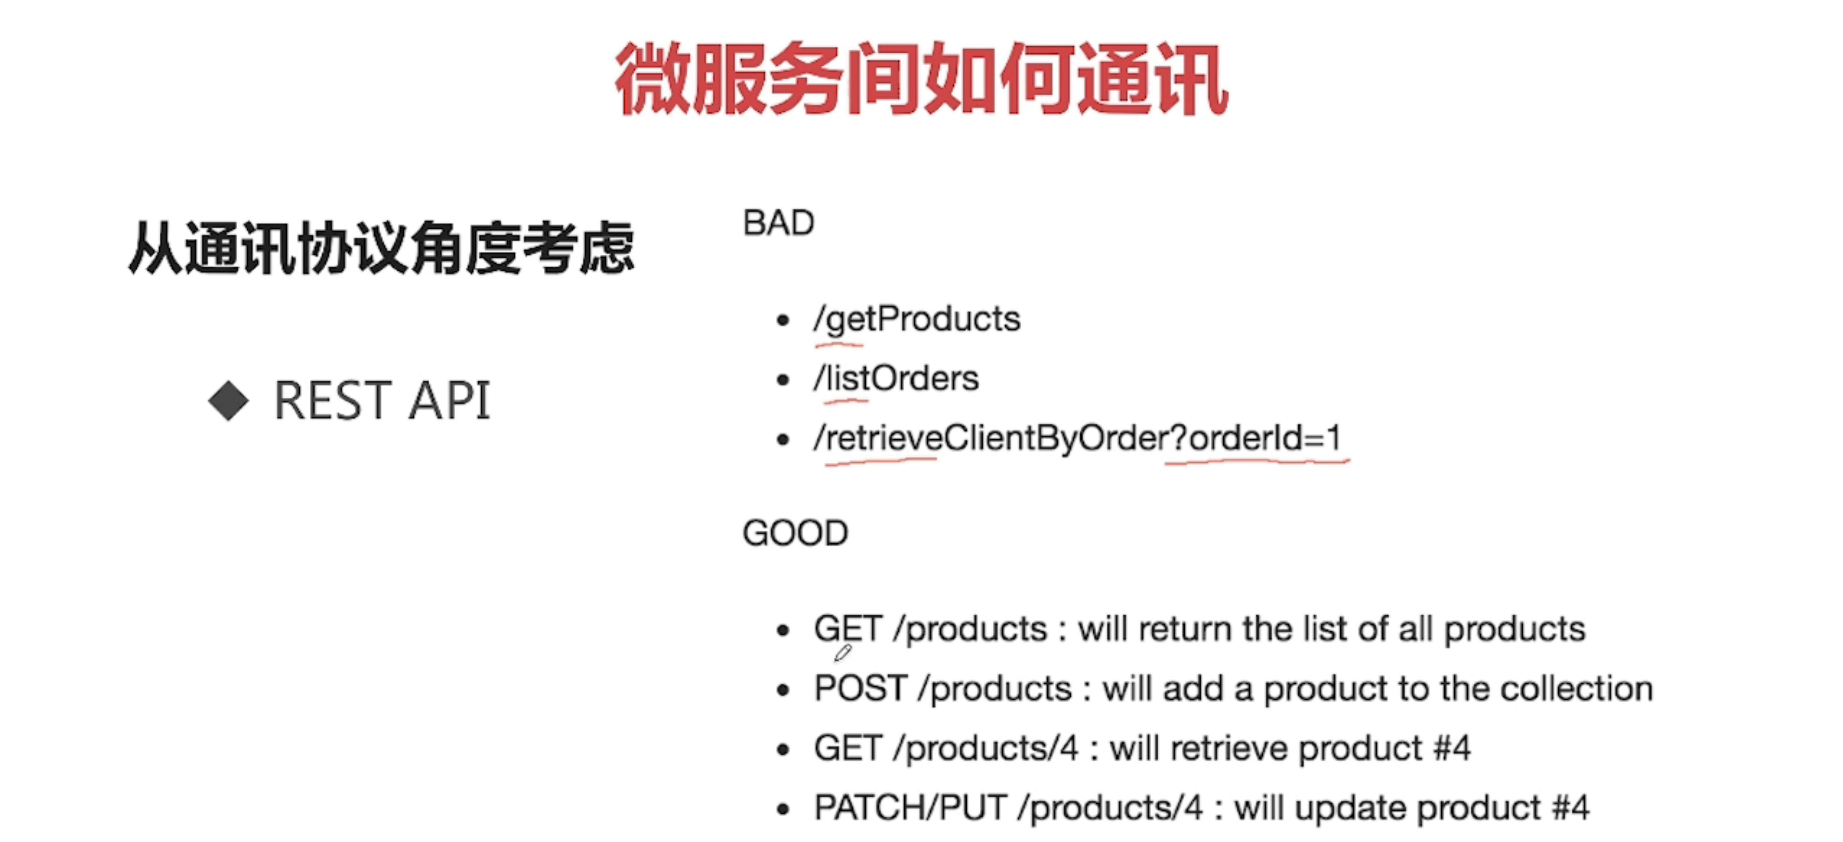 微服务间如何通讯
从通讯协议角度考虑
◆ REST API
BAD
• /getProducts
• /listOrders
• /retrieveClientByOrder?orderId=1
GOOD
• GET /products : will return the list of all products
• POST /products : will add a product to the collection
• GET /products/4 : will retrieve product #4
• PATCH/PUT /products/4 : will update product #4